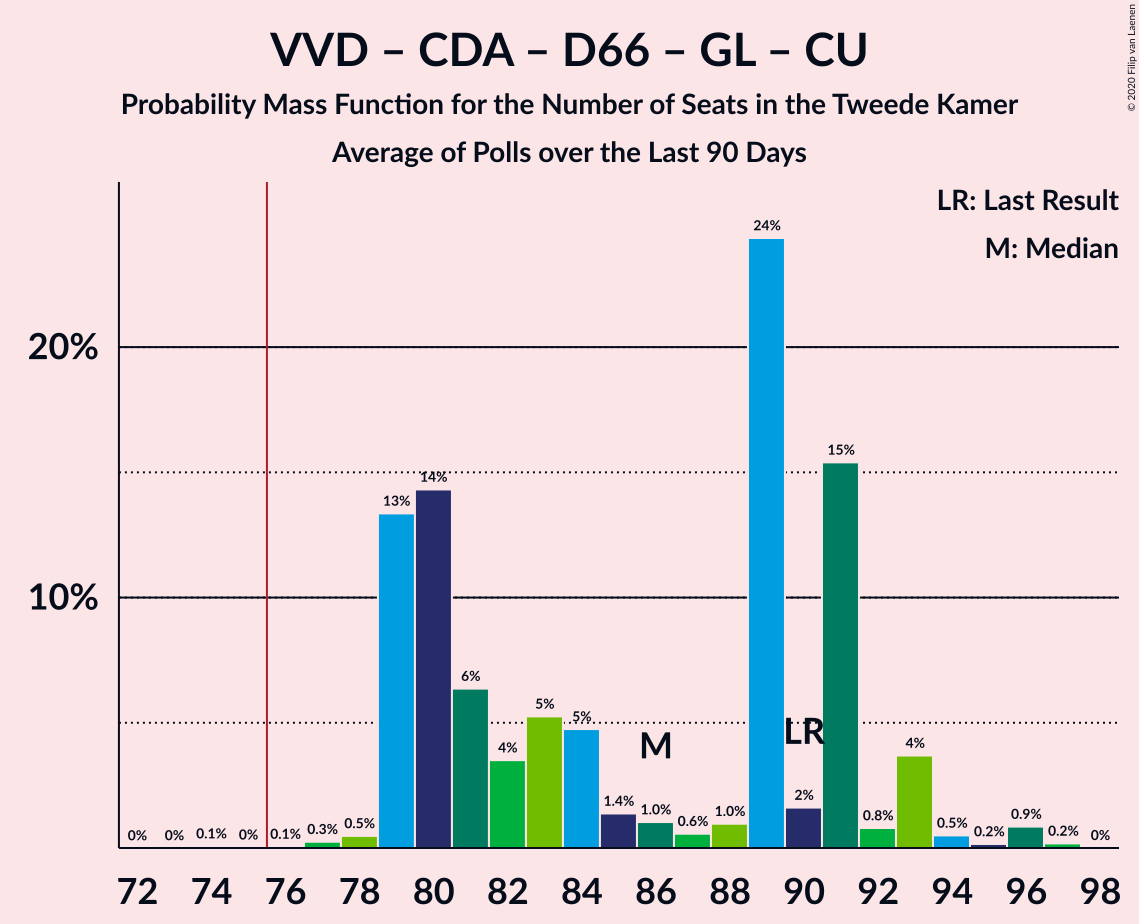 VVD – CDA – D66 – GL – CU
Probability Mass Function for the Number of Seats in the Tweede Kamer
Average of Polls over the Last 90 Days
© 2020 Filip van Laenen
LR: Last Result
M: Median
20%
10%
0% 0% 0.1% 0% 0.1% 0.3% 0.5% 13% 14% 6% 4% 5% 5% 1.4% 1.0% 0.6% 1.0% 24% 2% 15% 0.8% 4% 0.5% 0.2% 0.9% 0.2% 0%
M
LR
72 74 76 78 80 82 84 86 88 90 92 94 96 98